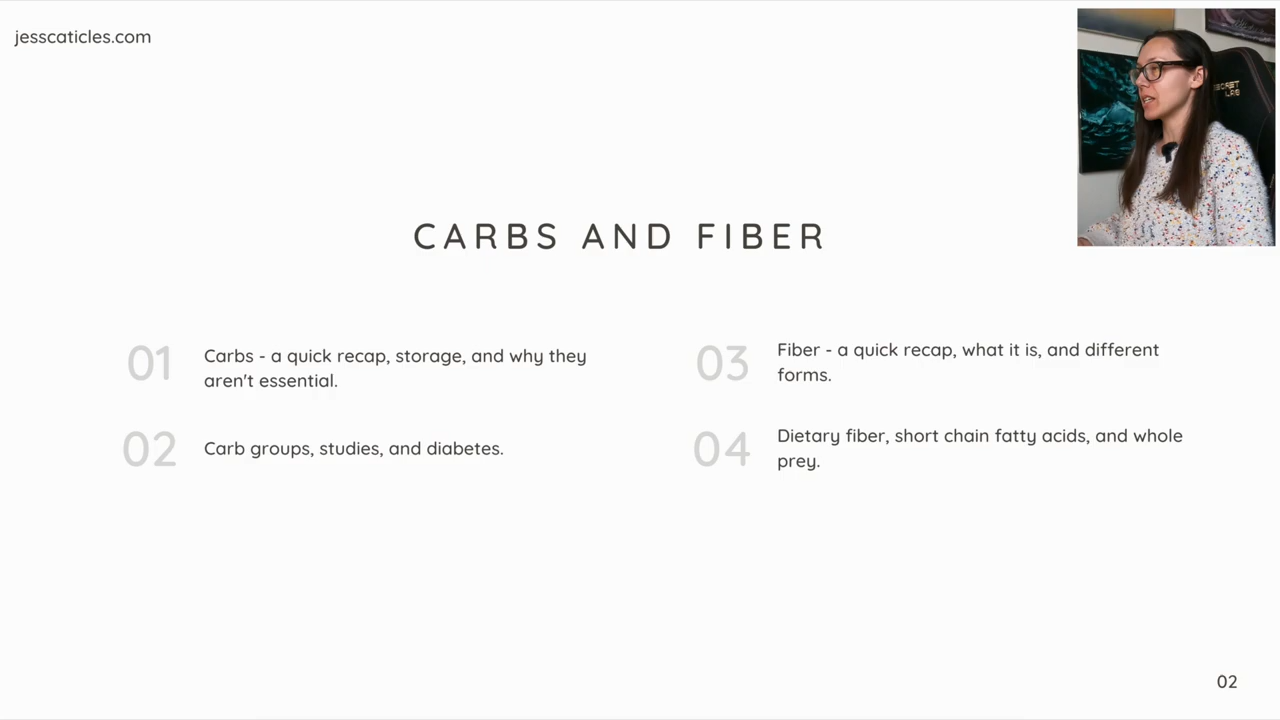 jesscaticles.com
SECRET
LAB
CARBS AND FIBER
01
Carbs - a quick recap, storage, and why they
aren't essential.
02
Carb groups, studies, and diabetes.
03
Fiber - a quick recap, what it is, and different
forms.
04
Dietary fiber, short chain fatty acids, and whole
prey.
02